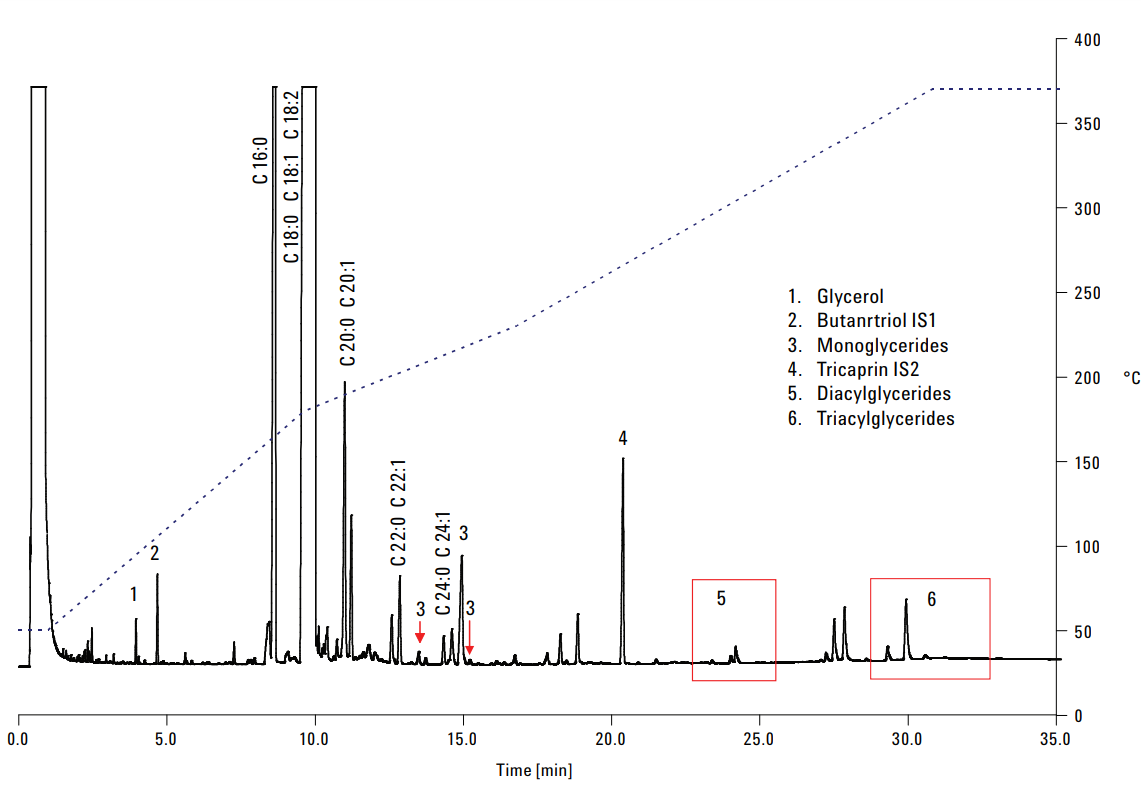 400
350
300
250
200
°C
150
100
50
0
C 16:0
C 18:0 C 18:1 C 18:2
C 20:0 C 20:1
C 22:0 C 22:1
C 24:0 C 24:1
1
2
3
3
3
4
5
6
1. Glycerol
2. Butanrtriol IS1
3. Monoglycerides
4. Tricaprin IS2
5. Diacylglycerides
6. Triacylglycerides
0.0 5.0 10.0 15.0 20.0 25.0 30.0 35.0
Time [min]